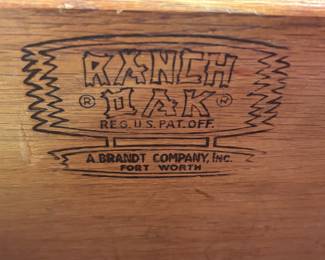 RANCH
® OAK ®
REG. U.S. PAT. OFF.
A. BRANDT COMPANY, INC.
FORT WORTH